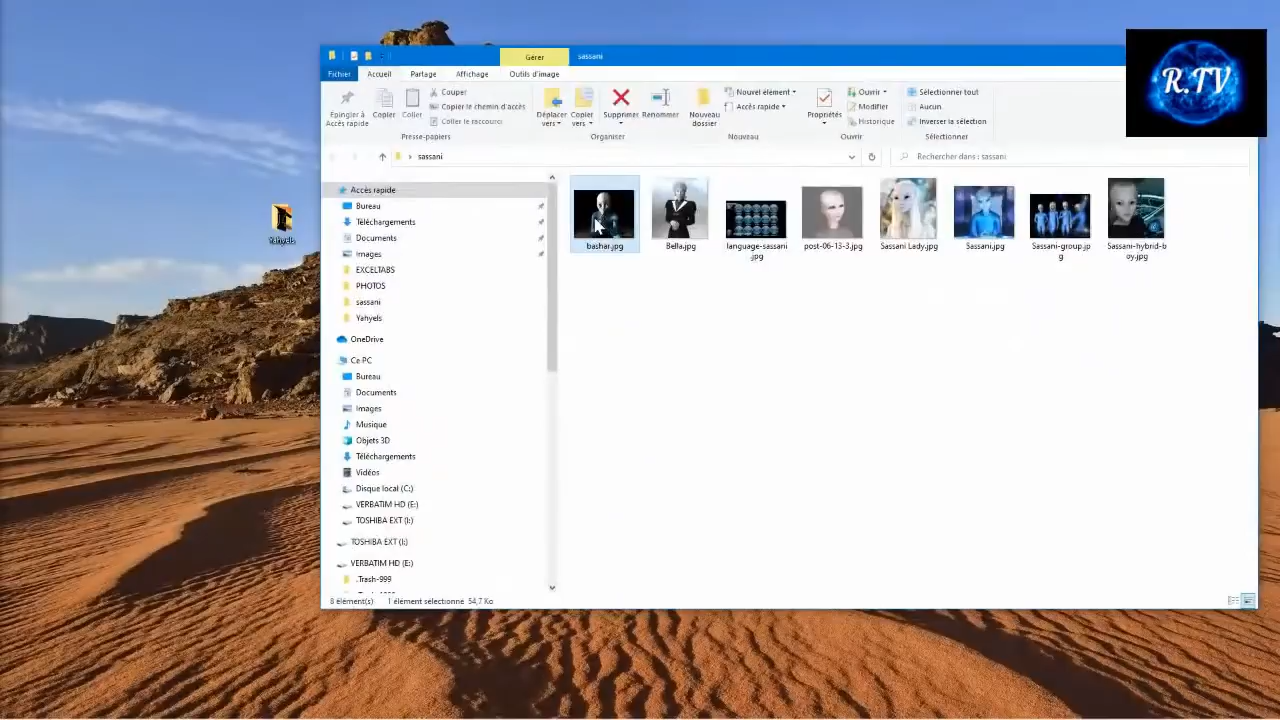 Gérer
sassani
Fichier
Accueil
Partage
Affichage
Outils d'image
Épingler à
Accès rapide
Copier
Coller
Couper
Copier le chemin d'accès
Coller le raccourci
Presse-papiers
Déplacer
vers
Copier
vers
Supprimer
Renommer
Organiser
Nouveau
dossier
Nouvel élément
Accès rapide
Nouveau
Propriétés
Ouvrir
Modifier
Historique
Ouvrir
Sélectionner tout
Aucun
Inverser la sélection
Sélectionner
R.TV
sassani
Rechercher dans : sassani
Accès rapide
Bureau
Téléchargements
Documents
Images
EXCELTABS
PHOTOS
sassani
Yahyels
OneDrive
Ce PC
Bureau
Documents
Images
Musique
Objets 3D
Téléchargements
Vidéos
Disque local (C:)
VERBATIM HD (E:)
TOSHIBA EXT (I:)
TOSHIBA EXT (I:)
VERBATIM HD (E:)
.Trash-999
bashar.jpg
Bella.jpg
language-sassani
.jpg
post-06-13-3.jpg
Sassani Lady.jpg
Sassani.jpg
Sassani-group.jp
g
Sassani-hybrid-b
oy.jpg
Yahyels
8 élément(s)
1 élément sélectionné 54,7 Ko